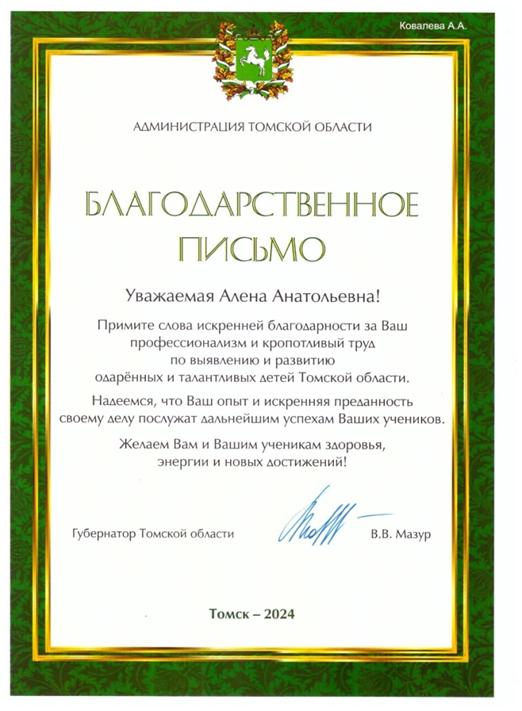 Ковалева А.А.
АДМИНИСТРАЦИЯ ТОМСКОЙ ОБЛАСТИ
БЛАГОДАРСТВЕННОЕ
ПИСЬМО
Уважаемая Алена Анатольевна!
Примите слова искренней благодарности за Ваш
профессионализм и кропотливый труд
по выявлению и развитию
одарённых и талантливых детей Томской области.
Надеемся, что Ваш опыт и искренняя преданность
своему делу послужат дальнейшим успехам Ваших учеников.
Желаем Вам и Вашим ученикам здоровья,
энергии и новых достижений!
Губернатор Томской области
В.В. Мазур
Томск – 2024